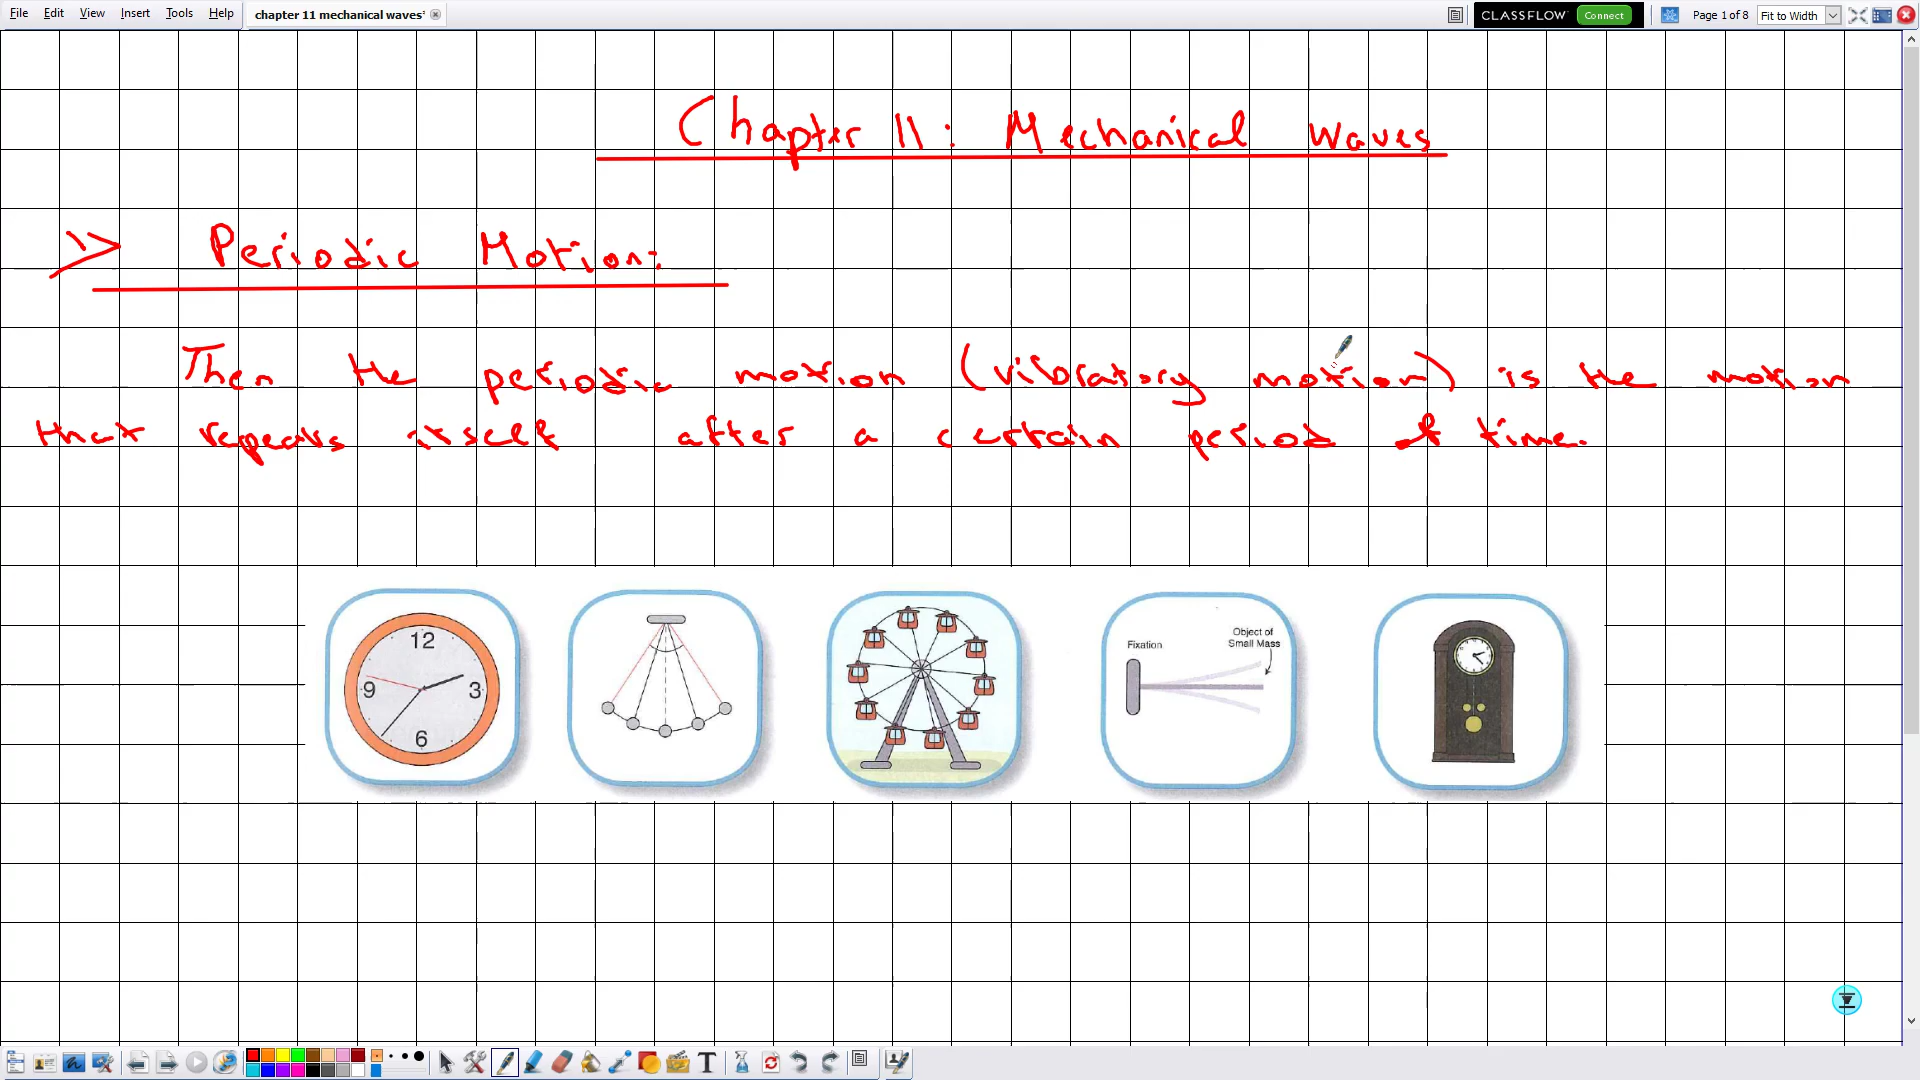 File Edit View Insert Tools Help
chapter 11 mechanical waves*
CLASSFLOW Connect
Page 1 of 8
Fit to Width
Chapter 11: Mechanical Waves
1> Periodic Motion:
Then the periodic motion (vibratory motion) is the motion
that repeats itself after a certain period of time.
12
9 3
6
Fixation
Object of
Small Mass
T